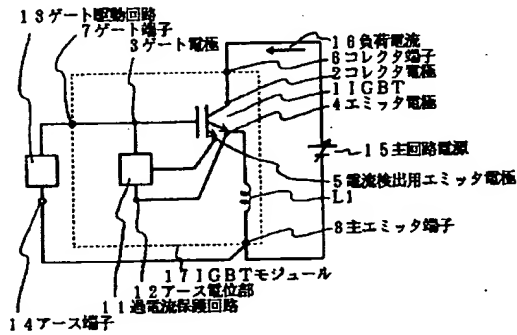 13ゲート駆動回路
7ゲート端子
3ゲート電極
16負荷電流
6コレクタ端子
2コレクタ電極
1IGBT
4エミッタ電極
15主回路電源
5電流検出用エミッタ電極
L1
8主エミッタ端子
17IGBTモジュール
12アース電位部
11過電流保護回路
14アース端子